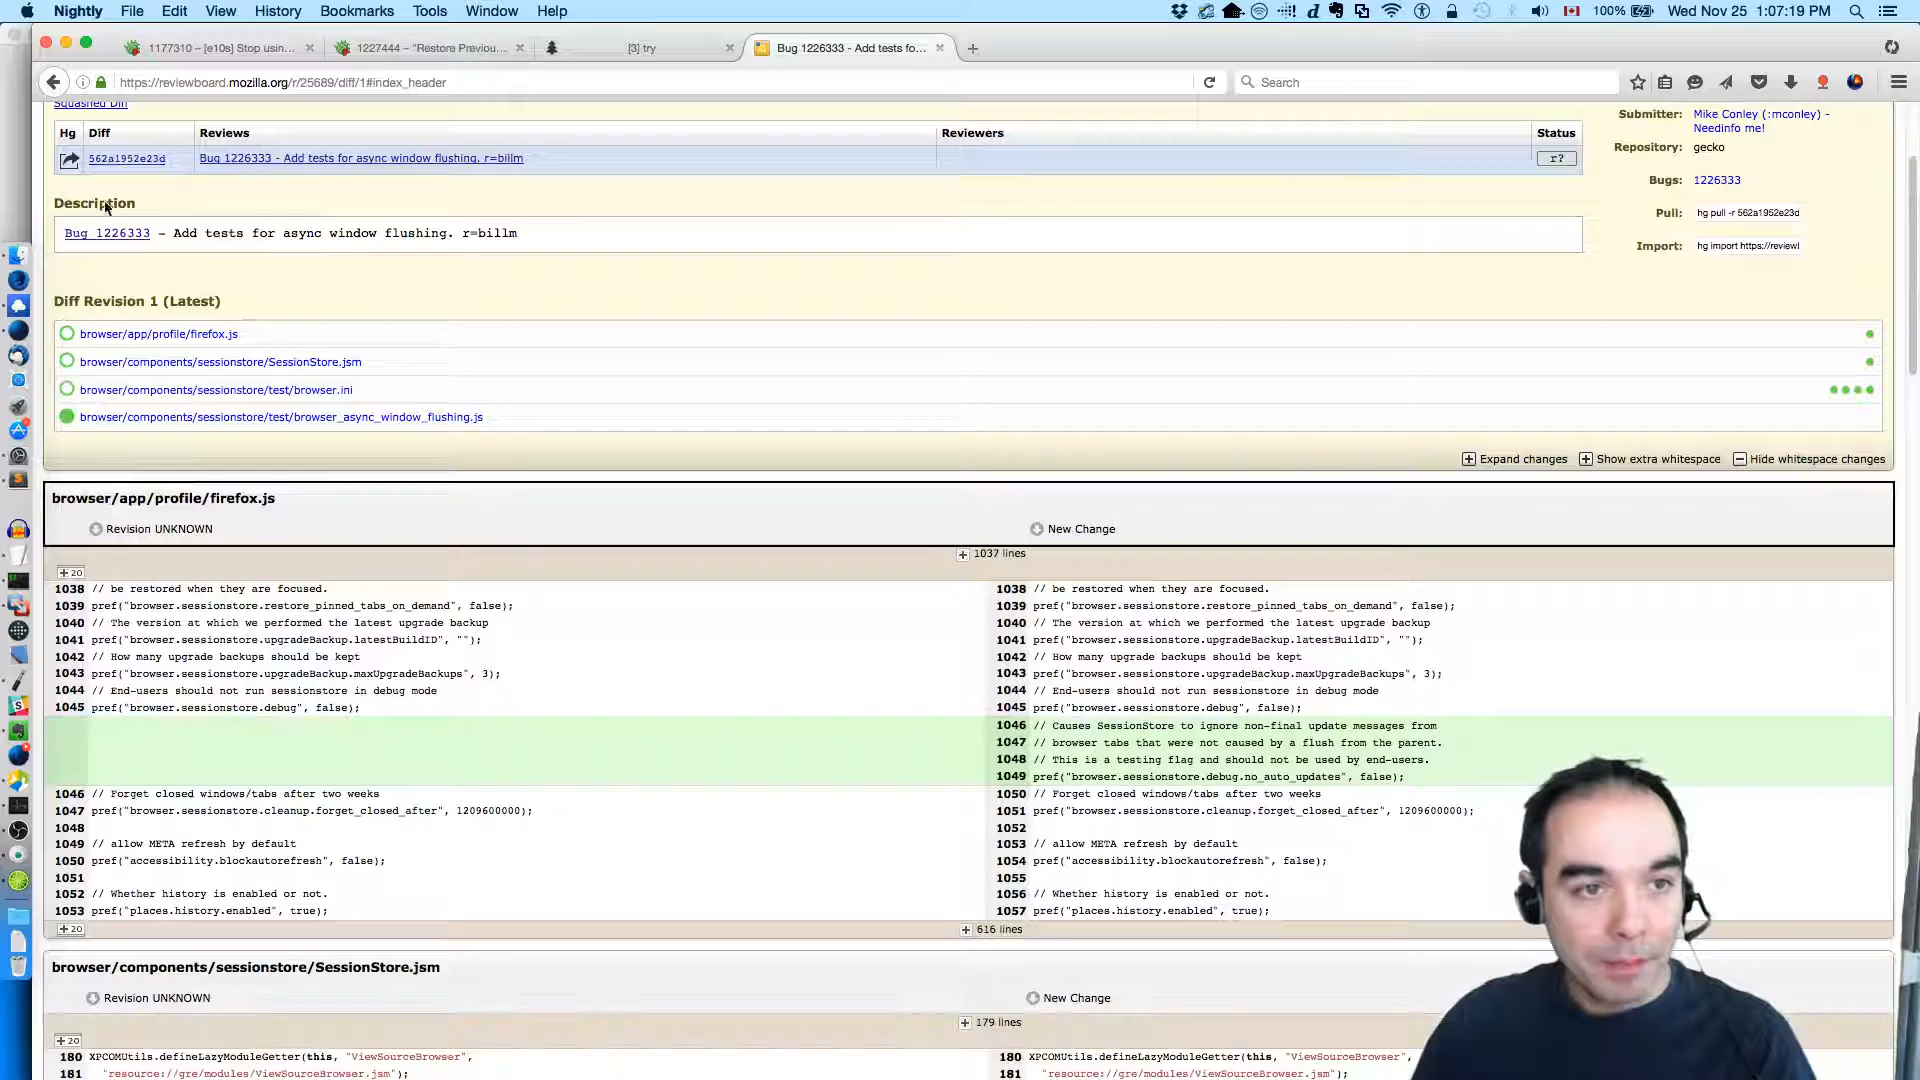 Nightly File Edit View History Bookmarks Tools Window Help 100% Wed Nov 25 1:07:19 PM
1177310 – [e10s] Stop usin... 1227444 – "Restore Previou... [3] try Bug 1226333 - Add tests fo...
https://reviewboard.mozilla.org/r/25689/diff/1#index_header Search
Squashed Diff
Hg Diff Reviews Reviewers Status
562a1952e23d Bug 1226333 - Add tests for async window flushing. r=billm r?
Submitter: Mike Conley (:mconley) -
Needinfo me!
Repository: gecko
Bugs: 1226333
Pull: hg pull -r 562a1952e23d
Import: hg import https://reviewl
Description
Bug 1226333 - Add tests for async window flushing. r=billm
Diff Revision 1 (Latest)
browser/app/profile/firefox.js
browser/components/sessionstore/SessionStore.jsm
browser/components/sessionstore/test/browser.ini
browser/components/sessionstore/test/browser_async_window_flushing.js
Expand changes Show extra whitespace Hide whitespace changes
browser/app/profile/firefox.js
Revision UNKNOWN New Change
1037 lines
+20
1038 // be restored when they are focused. 1038 // be restored when they are focused.
1039 pref("browser.sessionstore.restore_pinned_tabs_on_demand", false); 1039 pref("browser.sessionstore.restore_pinned_tabs_on_demand", false);
1040 // The version at which we performed the latest upgrade backup 1040 // The version at which we performed the latest upgrade backup
1041 pref("browser.sessionstore.upgradeBackup.latestBuildID", ""); 1041 pref("browser.sessionstore.upgradeBackup.latestBuildID", "");
1042 // How many upgrade backups should be kept 1042 // How many upgrade backups should be kept
1043 pref("browser.sessionstore.upgradeBackup.maxUpgradeBackups", 3); 1043 pref("browser.sessionstore.upgradeBackup.maxUpgradeBackups", 3);
1044 // End-users should not run sessionstore in debug mode 1044 // End-users should not run sessionstore in debug mode
1045 pref("browser.sessionstore.debug", false); 1045 pref("browser.sessionstore.debug", false);
1046 // Causes SessionStore to ignore non-final update messages from
1047 // browser tabs that were not caused by a flush from the parent.
1048 // This is a testing flag and should not be used by end-users.
1049 pref("browser.sessionstore.debug.no_auto_updates", false);
1046 // Forget closed windows/tabs after two weeks 1050 // Forget closed windows/tabs after two weeks
1047 pref("browser.sessionstore.cleanup.forget_closed_after", 1209600000); 1051 pref("browser.sessionstore.cleanup.forget_closed_after", 1209600000);
1048 1052
1049 // allow META refresh by default 1053 // allow META refresh by default
1050 pref("accessibility.blockautorefresh", false); 1054 pref("accessibility.blockautorefresh", false);
1051 1055
1052 // Whether history is enabled or not. 1056 // Whether history is enabled or not.
1053 pref("places.history.enabled", true); 1057 pref("places.history.enabled", true);
+20 616 lines
browser/components/sessionstore/SessionStore.jsm
Revision UNKNOWN New Change
179 lines
+20
180 XPCOMUtils.defineLazyModuleGetter(this, "ViewSourceBrowser", 180 XPCOMUtils.defineLazyModuleGetter(this, "ViewSourceBrowser",
181 "resource://gre/modules/ViewSourceBrowser.jsm"); 181 "resource://gre/modules/ViewSourceBrowser.jsm");